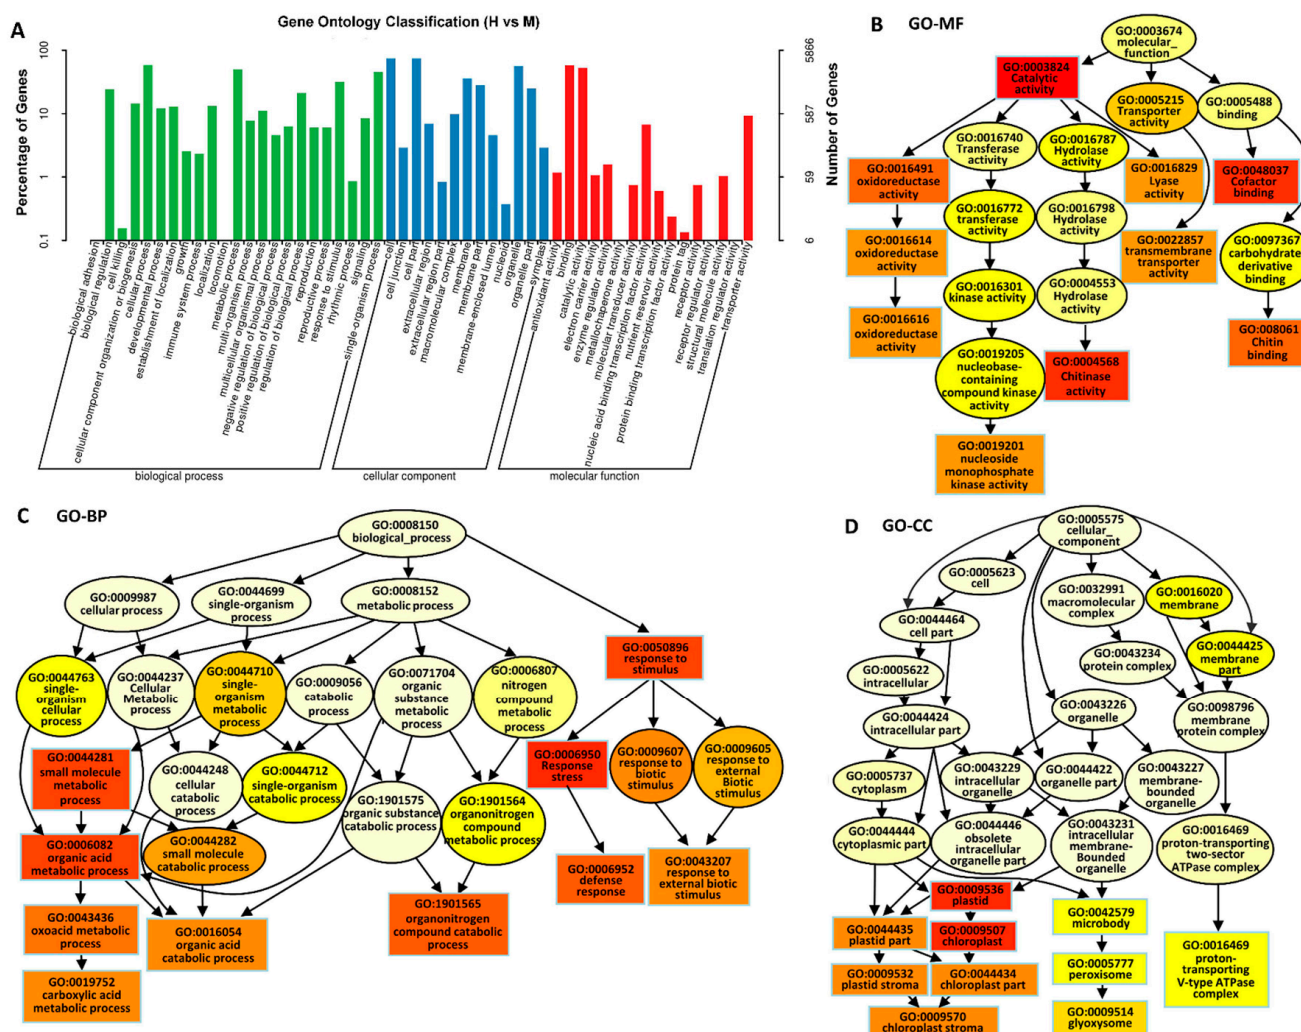 A
Gene Ontology Classification (H vs M)
Percentage of Genes
100
10
1
0.1
5866
587
59
6
Number of Genes
biological adhesion
biological regulation
cell killing
cellular component organization or biogenesis
cellular process
developmental process
establishment of localization
growth
immune system process
localization
locomotion
metabolic process
multi-organism process
multicellular organismal process
negative regulation of biological process
positive regulation of biological process
regulation of biological process
reproduction
reproductive process
response to stimulus
rhythmic process
signaling
single-organism process
cell
cell junction
cell part
extracellular region
extracellular region part
macromolecular complex
membrane
membrane part
membrane-enclosed lumen
nucleoid
organelle
organelle part
symplast
antioxidant activity
binding
catalytic activity
electron carrier activity
enzyme regulator activity
metallochaperone activity
molecular transducer activity
nucleic acid binding transcription factor activity
nutrient reservoir activity
protein binding transcription factor activity
protein tag
receptor activity
receptor regulator activity
structural molecule activity
translation regulator activity
transporter activity
biological process
cellular component
molecular function
B
GO-MF
GO:0003674
molecular_
function
GO:0003824
Catalytic
activity
GO:0005215
Transporter
activity
GO:0005488
binding
GO:0016740
Transferase
activity
GO:0016787
Hydrolase
activity
GO:0016491
oxidoreductase
activity
GO:0016829
Lyase
activity
GO:0048037
Cofactor
binding
GO:0016772
transferase
activity
GO:0016798
Hydrolase
activity
GO:0016614
oxidoreductase
activity
GO:0022857
transmembrane
transporter
activity
GO:0097367
carbohydrate
derivative
binding
GO:0016301
kinase activity
GO:0004553
Hydrolase
activity
GO:0016616
oxidoreductase
activity
GO:008061
Chitin
binding
GO:0019205
nucleobase-
containing
compound kinase
activity
GO:0004568
Chitinase
activity
GO:0019201
nucleoside
monophosphate
kinase activity
C
GO-BP
GO:0008150
biological_process
GO:0009987
cellular process
GO:0044699
single-organism
process
GO:0008152
metabolic process
GO:0050896
response to
stimulus
GO:0044763
single-
organism
cellular
process
GO:0044237
Cellular
Metabolic
process
GO:0044710
single-
organism
metabolic
process
GO:0009056
catabolic
process
GO:0071704
organic
substance
metabolic
process
GO:0006807
nitrogen
compound
metabolic
process
GO:0006950
Response
stress
GO:0009607
response to
biotic
stimulus
GO:0009605
response to
external
Biotic
stimulus
GO:0044281
small molecule
metabolic
process
GO:0044248
cellular
catabolic
process
GO:0044712
single-organism
catabolic process
GO:1901575
organic substance
catabolic process
GO:1901564
organonitrogen
compound
metabolic process
GO:0006082
organic acid
metabolic process
GO:0044282
small molecule
catabolic process
GO:0006952
defense
response
GO:0043207
response to
external biotic
stimulus
GO:0043436
oxoacid metabolic
process
GO:0016054
organic acid
catabolic process
GO:1901565
organonitrogen
compound catabolic
process
GO:0019752
carboxylic acid
metabolic process
D
GO-CC
GO:0005575
cellular_
component
GO:0005623
cell
GO:0032991
macromolecular
complex
GO:0016020
membrane
GO:0044464
cell part
GO:0043234
protein complex
GO:0044425
membrane
part
GO:0005622
intracellular
GO:0044424
intracellular
part
GO:0043226
organelle
GO:0098796
membrane
protein complex
GO:0005737
cytoplasm
GO:0043229
intracellular
organelle
GO:0044422
organelle part
GO:0043227
membrane-
bounded
organelle
GO:0044444
cytoplasmic part
GO:0044446
obsolete
intracellular
organelle part
GO:0043231
intracellular
membrane-
Bounded
organelle
GO:0016469
proton-transporting
two-sector
ATPase complex
GO:0009536
plastid
GO:0044435
plastid part
GO:0009507
chloroplast
GO:0042579
microbody
GO:0016469
proton-
transporting
V-type ATPase
complex
GO:0009532
plastid stroma
GO:0044434
chloroplast part
GO:0005777
peroxisome
GO:0009570
chloroplast stroma
GO:0009514
glyoxysome